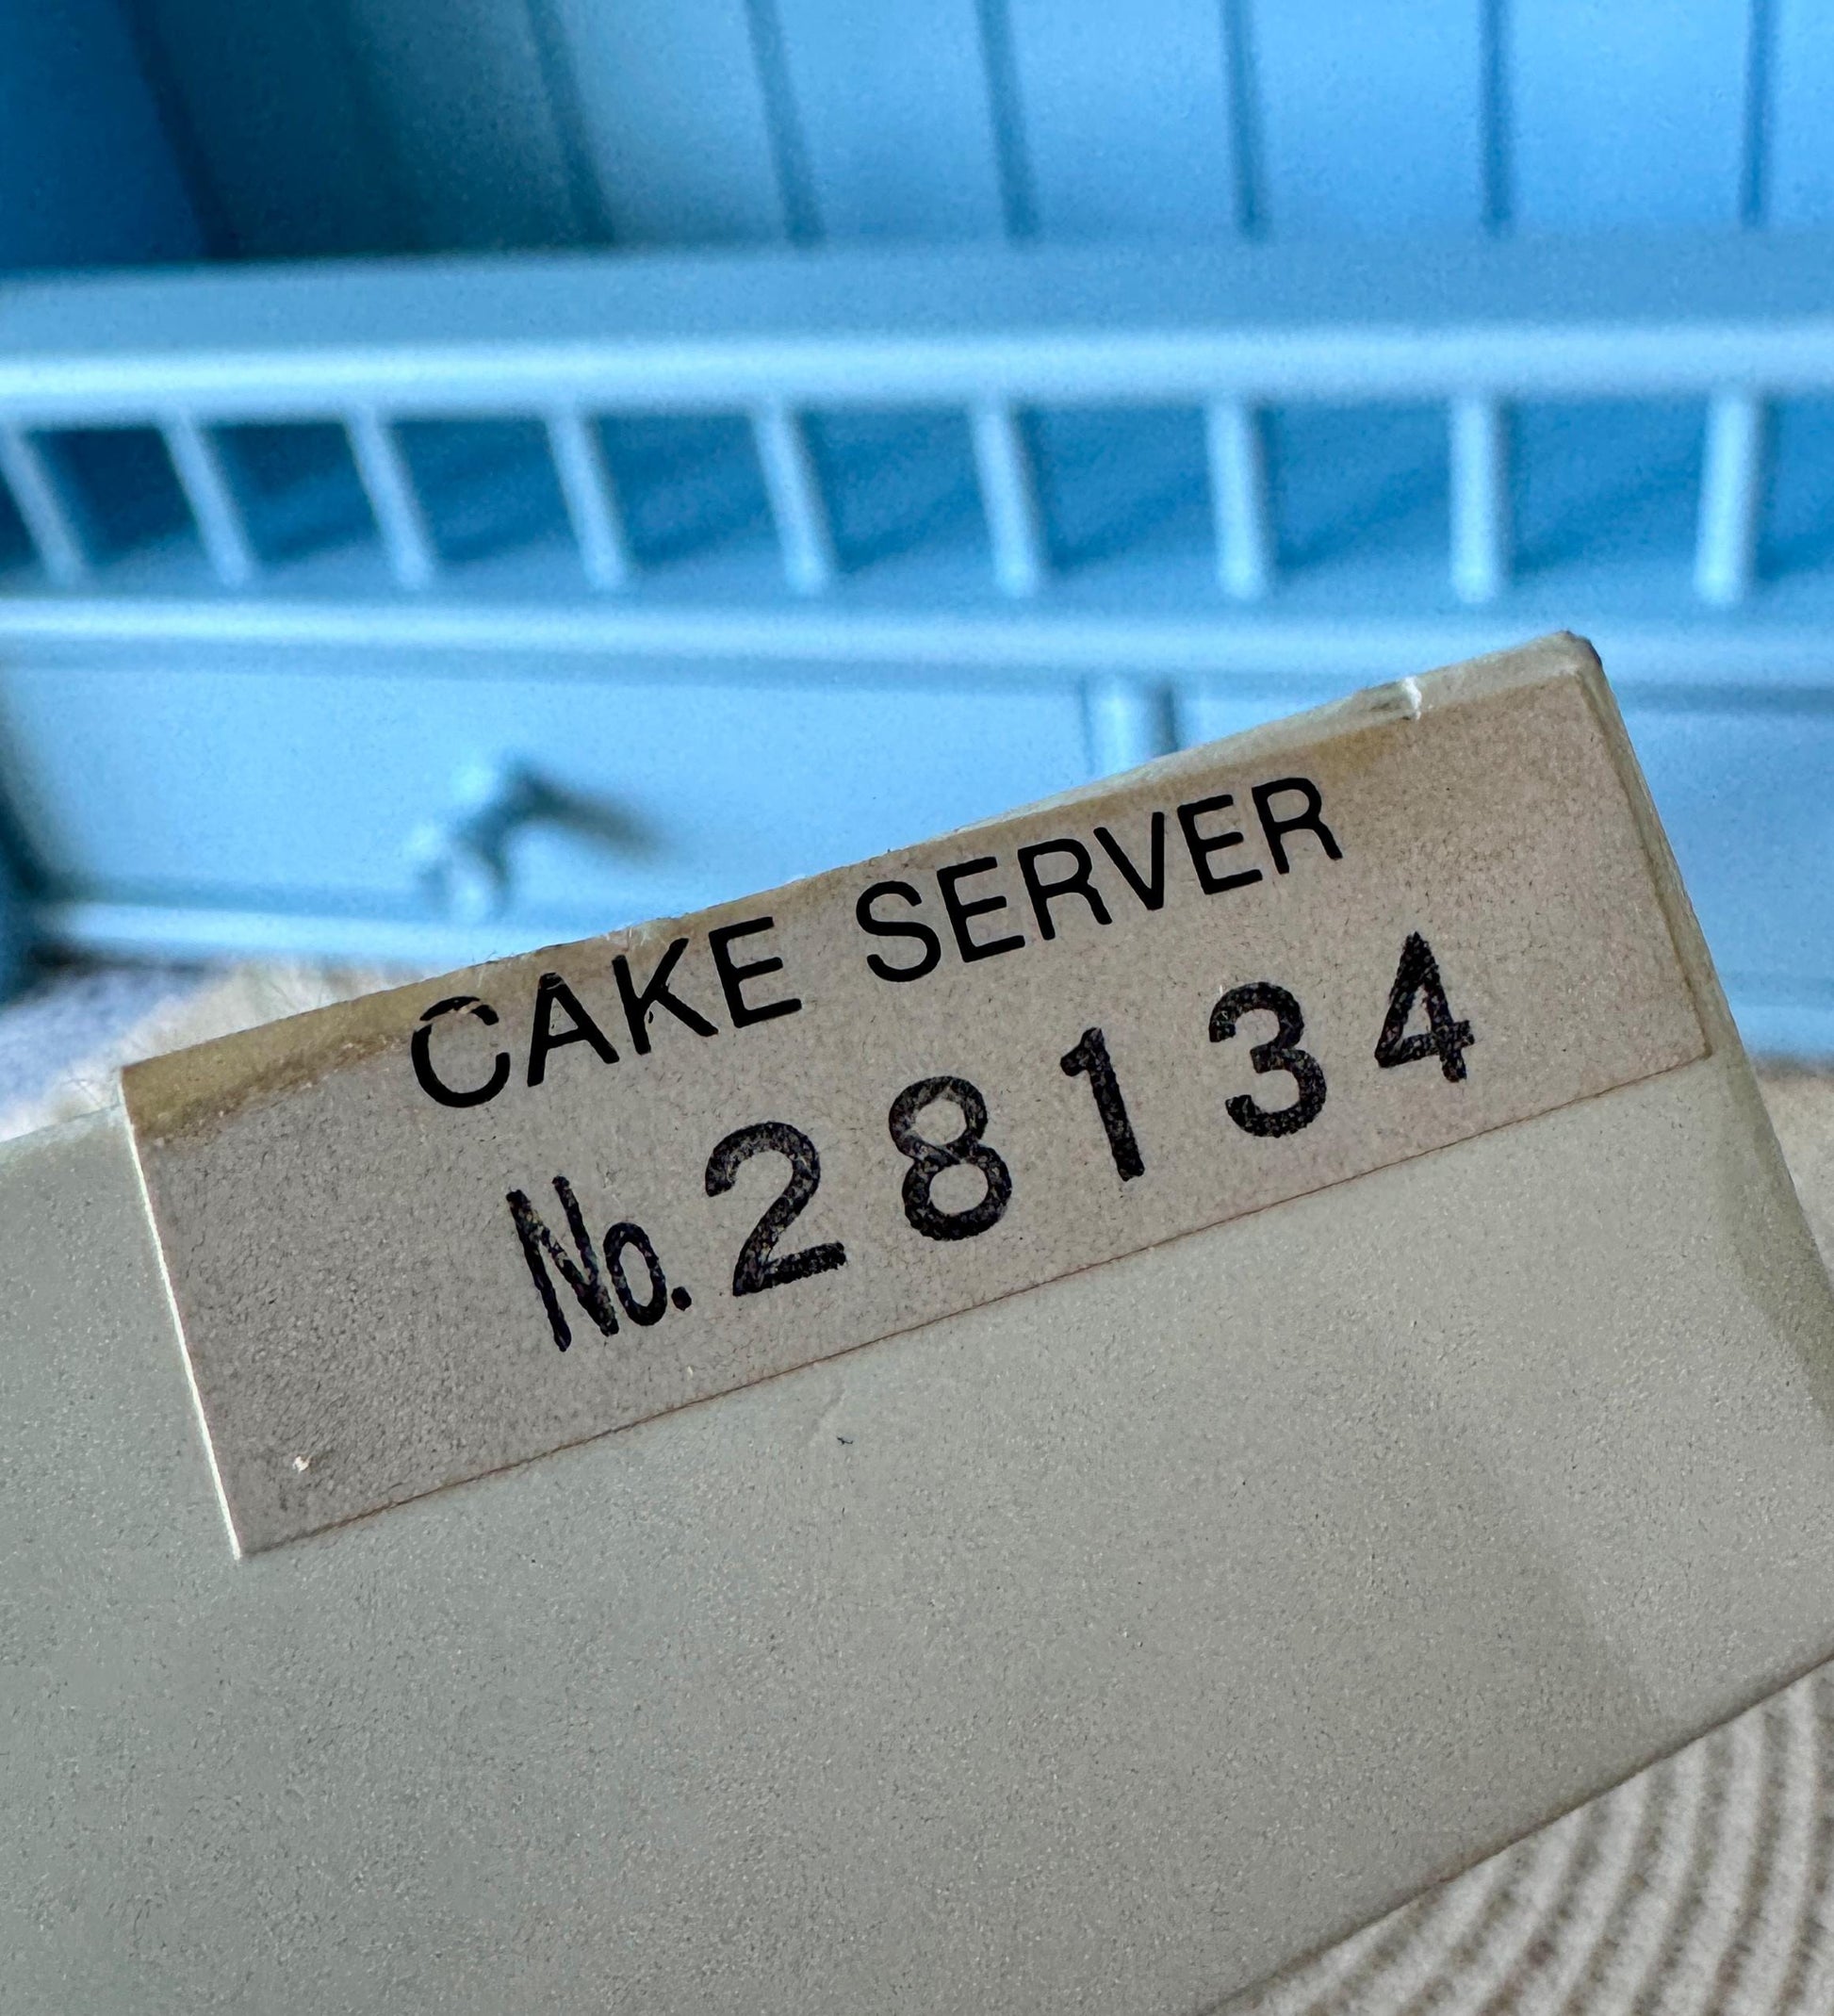 CAKE SERVER
No. 28134